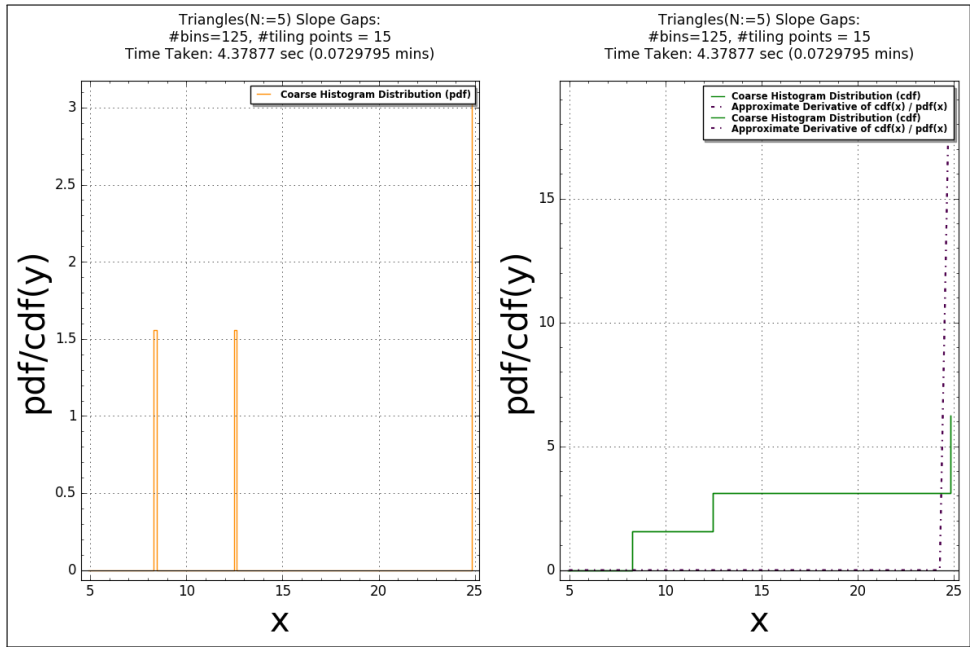 Triangles(N:=5) Slope Gaps:
#bins=125, #tiling points = 15
Time Taken: 4.37877 sec (0.0729795 mins)
Coarse Histogram Distribution (pdf)
3
2.5
2
1.5
1
0.5
0
pdf/cdf(y)
5
10
15
20
25
x
Triangles(N:=5) Slope Gaps:
#bins=125, #tiling points = 15
Time Taken: 4.37877 sec (0.0729795 mins)
Coarse Histogram Distribution (cdf)
Approximate Derivative of cdf(x) / pdf(x)
Coarse Histogram Distribution (cdf)
Approximate Derivative of cdf(x) / pdf(x)
15
10
5
0
pdf/cdf(y)
5
10
15
20
25
x